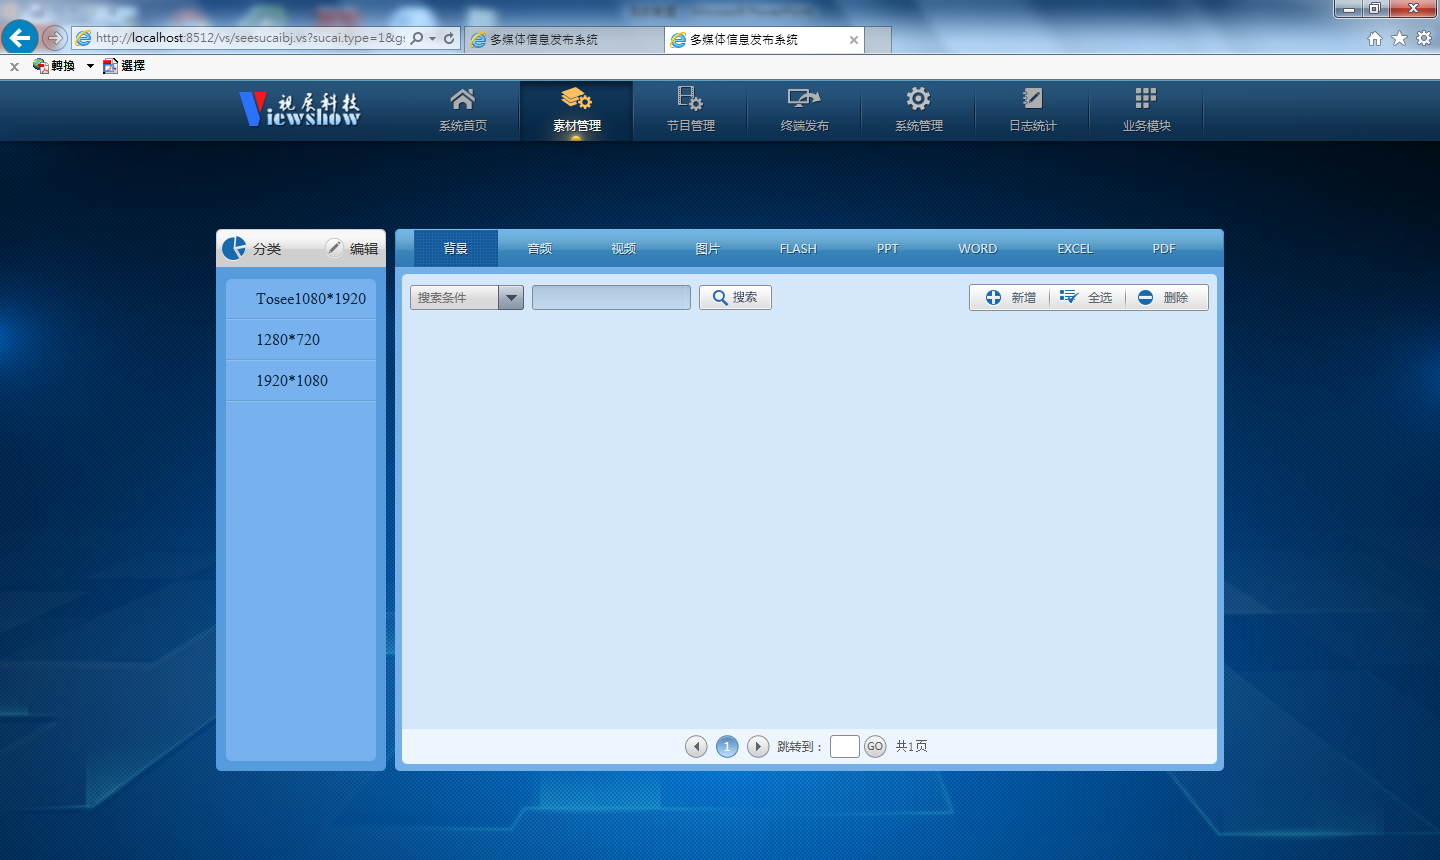 http://localhost:8512/vs/seesucaibj.vs?sucai.type=1&g
多媒体信息发布系统
多媒体信息发布系统
x 轉換 選擇
视展科技
Viewshow
系统首页 素材管理 节目管理 终端发布 系统管理 日志统计 业务模块
分类 编辑
背景 音频 视频 图片 FLASH PPT WORD EXCEL PDF
Tosee1080*1920
1280*720
1920*1080
搜索条件 搜索 新增 全选 删除
1 跳转到： GO 共1页